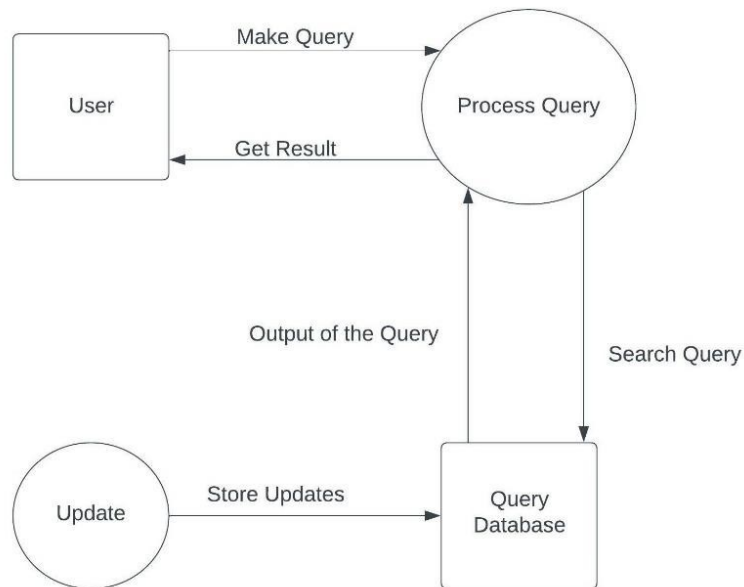 Make Query
User
Process Query
Get Result
Output of the Query
Search Query
Update
Store Updates
Query
Database